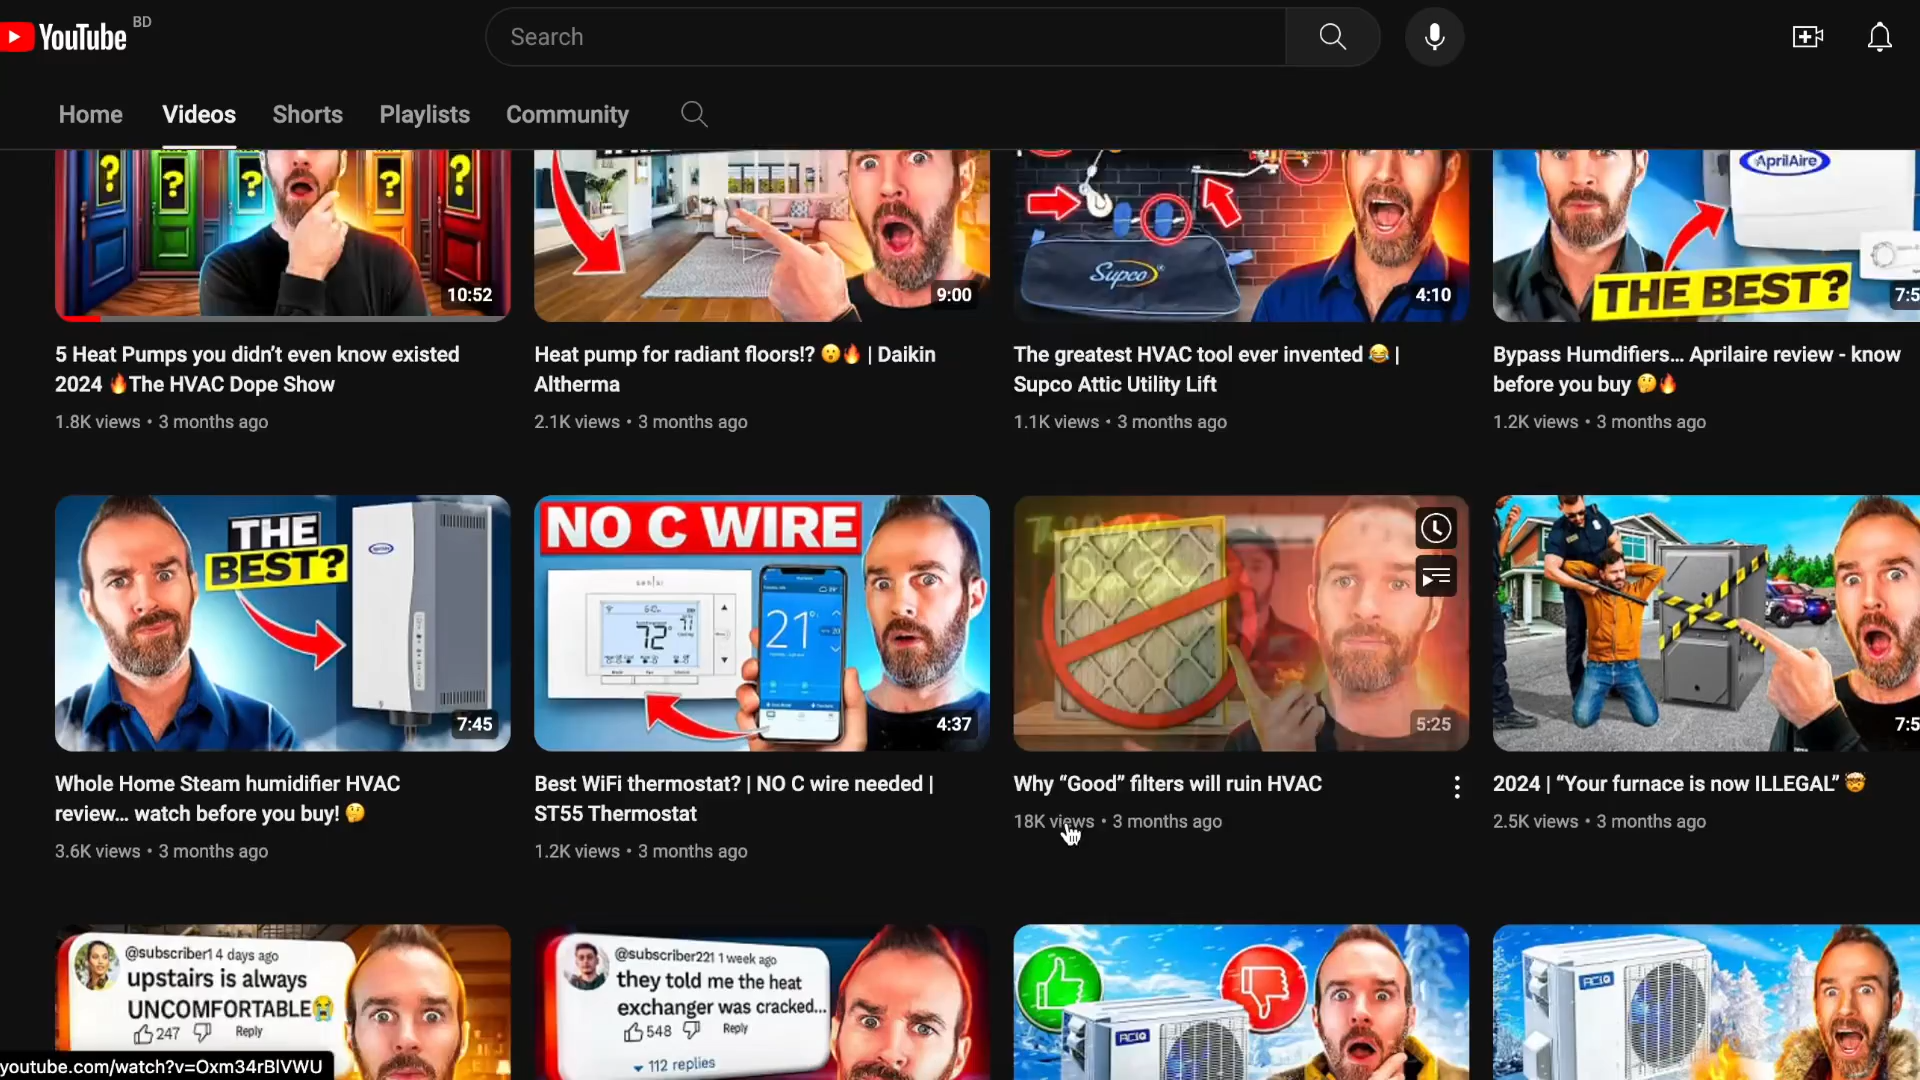 YouTube BD
Search
Home Videos Shorts Playlists Community
? ? ? ? ?
10:52
9:00
Supco
4:10
AprilAire
THE BEST?
5 Heat Pumps you didn’t even know existed
2024 🔥The HVAC Dope Show
1.8K views • 3 months ago
Heat pump for radiant floors!? 😮🔥 | Daikin
Altherma
2.1K views • 3 months ago
The greatest HVAC tool ever invented 😂 |
Supco Attic Utility Lift
1.1K views • 3 months ago
Bypass Humdifiers... Aprilaire review - know
before you buy 🤔🔥
1.2K views • 3 months ago
THE
BEST?
7:45
NO C WIRE
sensi
72°
21°
4:37
5:25
Whole Home Steam humidifier HVAC
review... watch before you buy! 🤔
3.6K views • 3 months ago
Best WiFi thermostat? | NO C wire needed |
ST55 Thermostat
1.2K views • 3 months ago
Why “Good” filters will ruin HVAC
18K views • 3 months ago
2024 | “Your furnace is now ILLEGAL” 🤯
2.5K views • 3 months ago
@subscriber1 4 days ago
upstairs is always
UNCOMFORTABLE😭
247 Reply
@subscriber221 1 week ago
they told me the heat
exchanger was cracked...
548 Reply
112 replies
ACIQ
ACIQ
youtube.com/watch?v=Oxm34rBIVWU